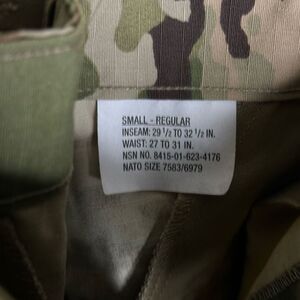 SMALL - REGULAR
INSEAM: 29 1/2 TO 32 1/2 IN.
WAIST: 27 TO 31 IN.
NSN NO. 8415-01-623-4176
NATO SIZE 7583/6979